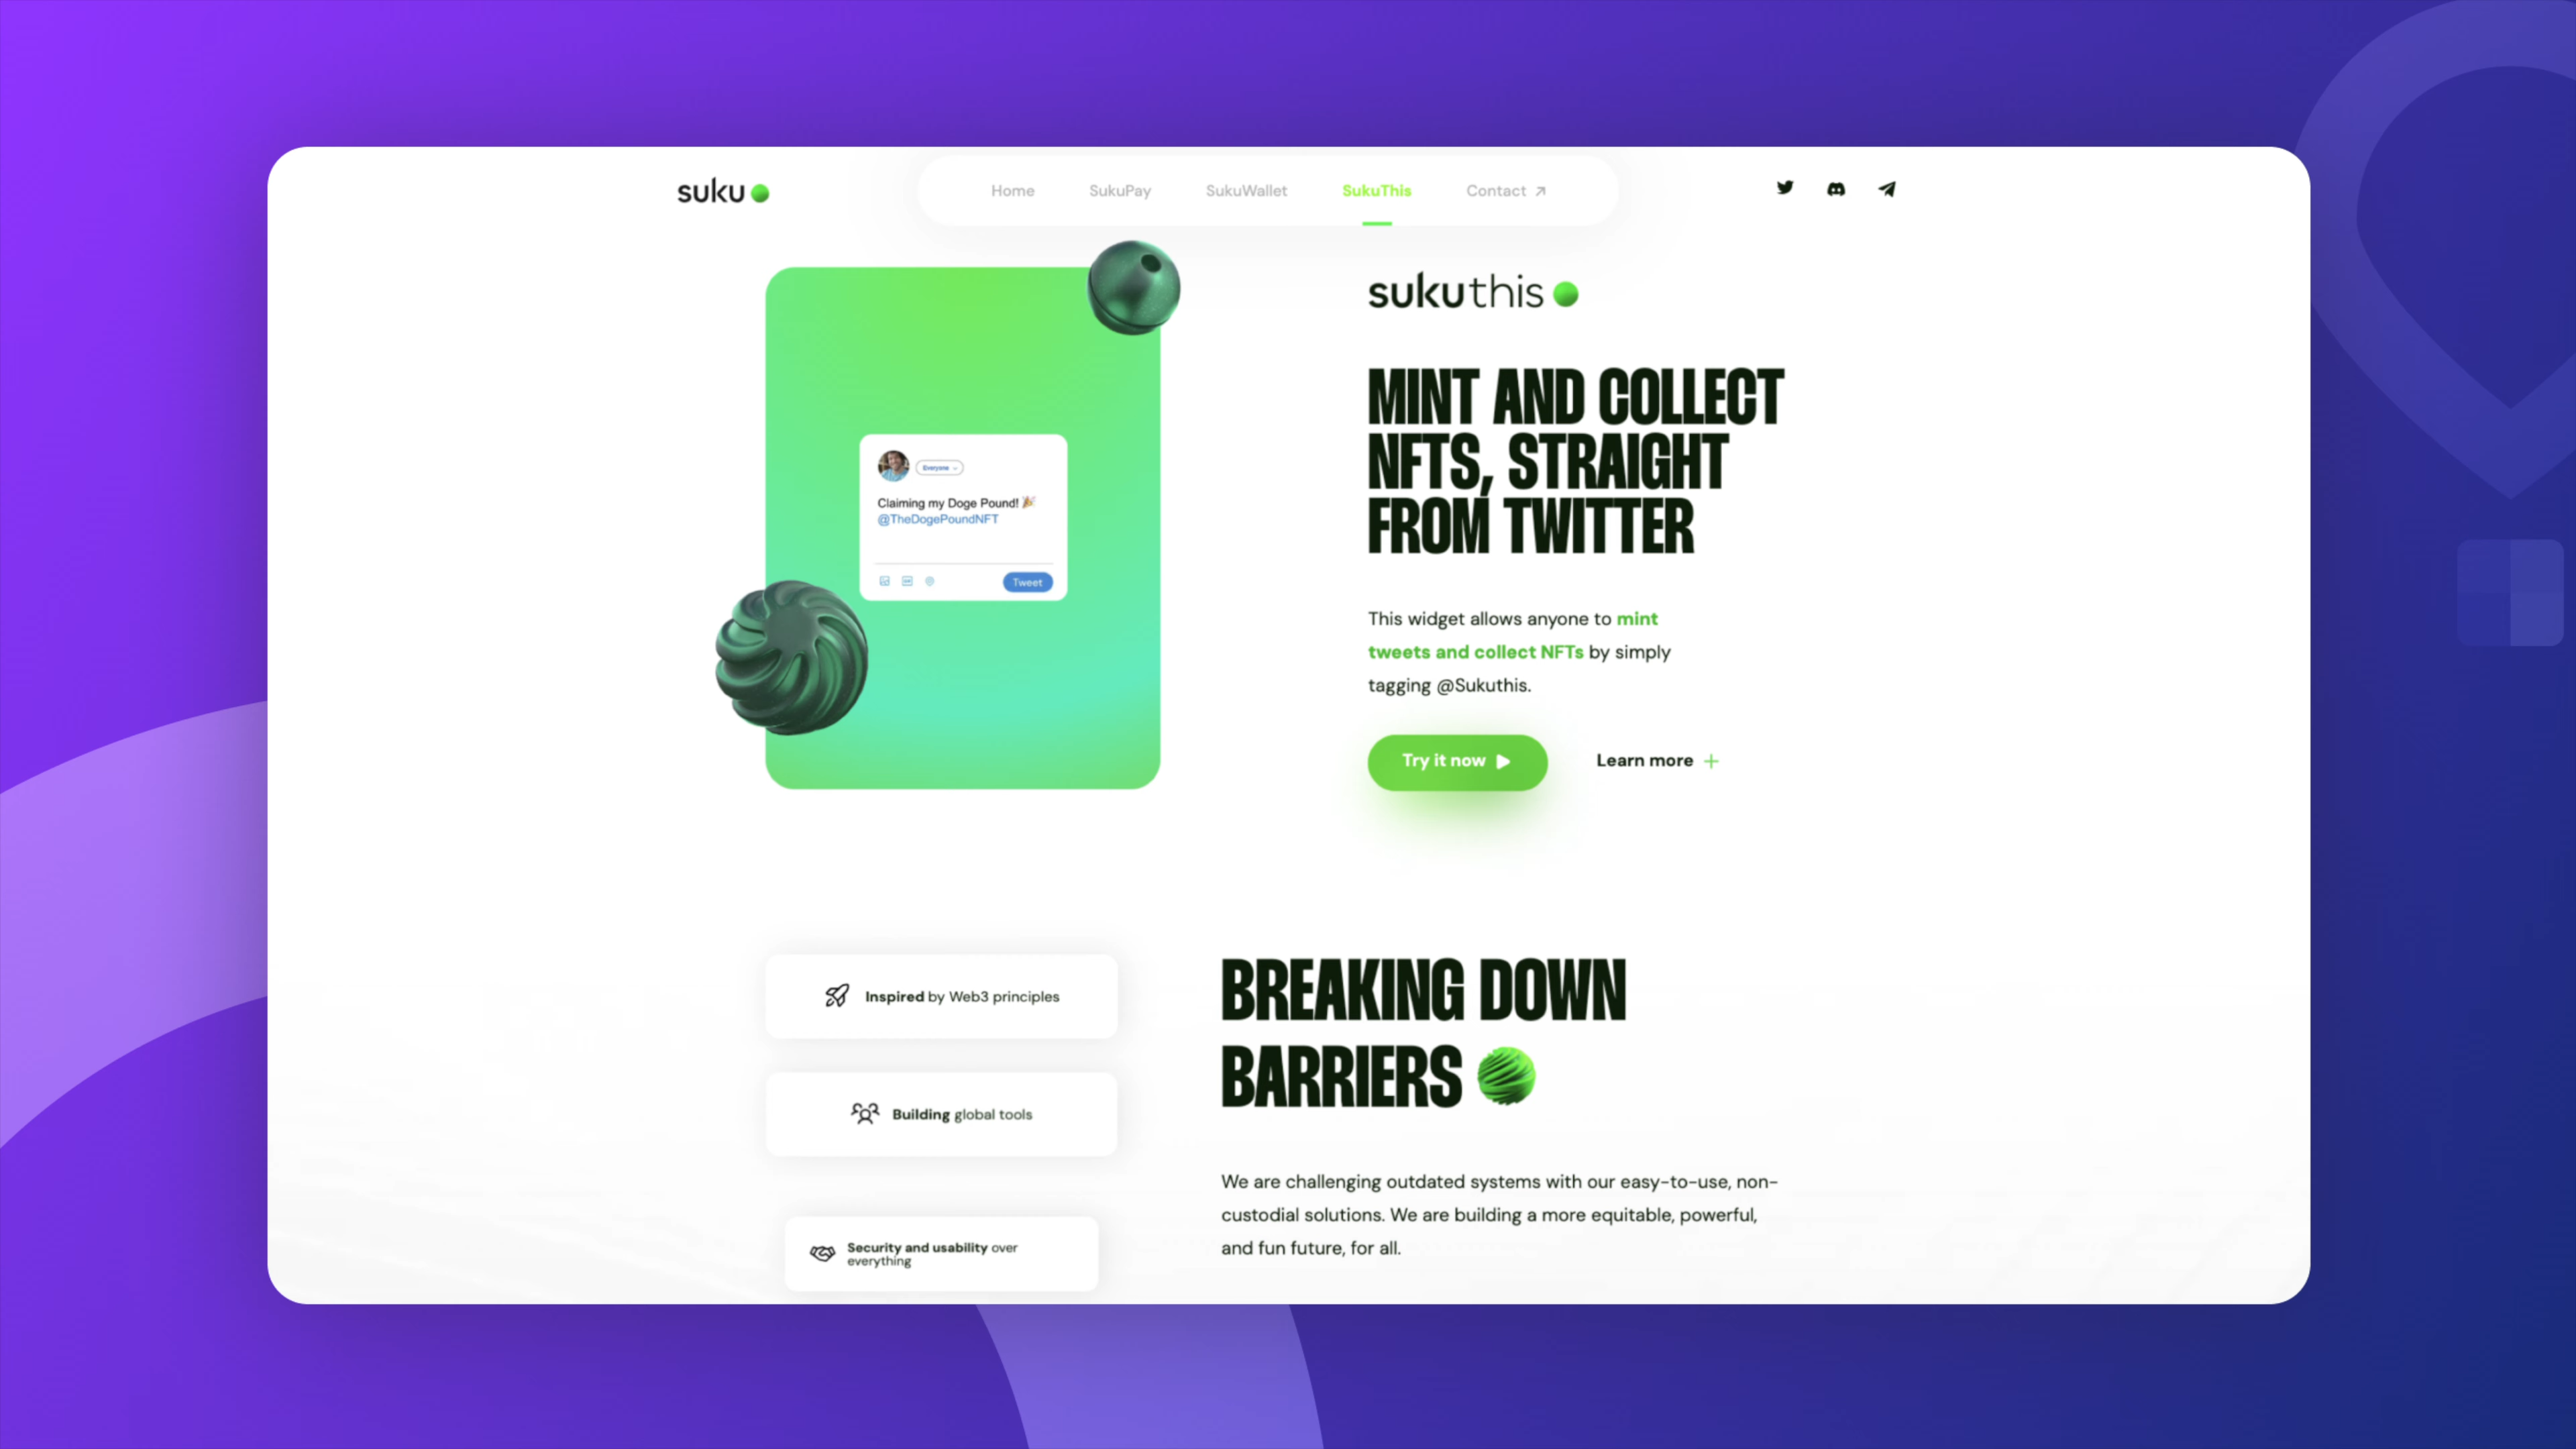 suku
Home
SukuPay
SukuWallet
SukuThis
Contact
Everyone
Claiming my Doge Pound!
@TheDogePoundNFT
Tweet
sukuthis
MINT AND COLLECT
NFTS, STRAIGHT
FROM TWITTER
This widget allows anyone to mint
tweets and collect NFTs by simply
tagging @Sukuthis.
Try it now
Learn more +
Inspired by Web3 principles
Building global tools
Security and usability over
everything
BREAKING DOWN
BARRIERS
We are challenging outdated systems with our easy-to-use, non-
custodial solutions. We are building a more equitable, powerful,
and fun future, for all.